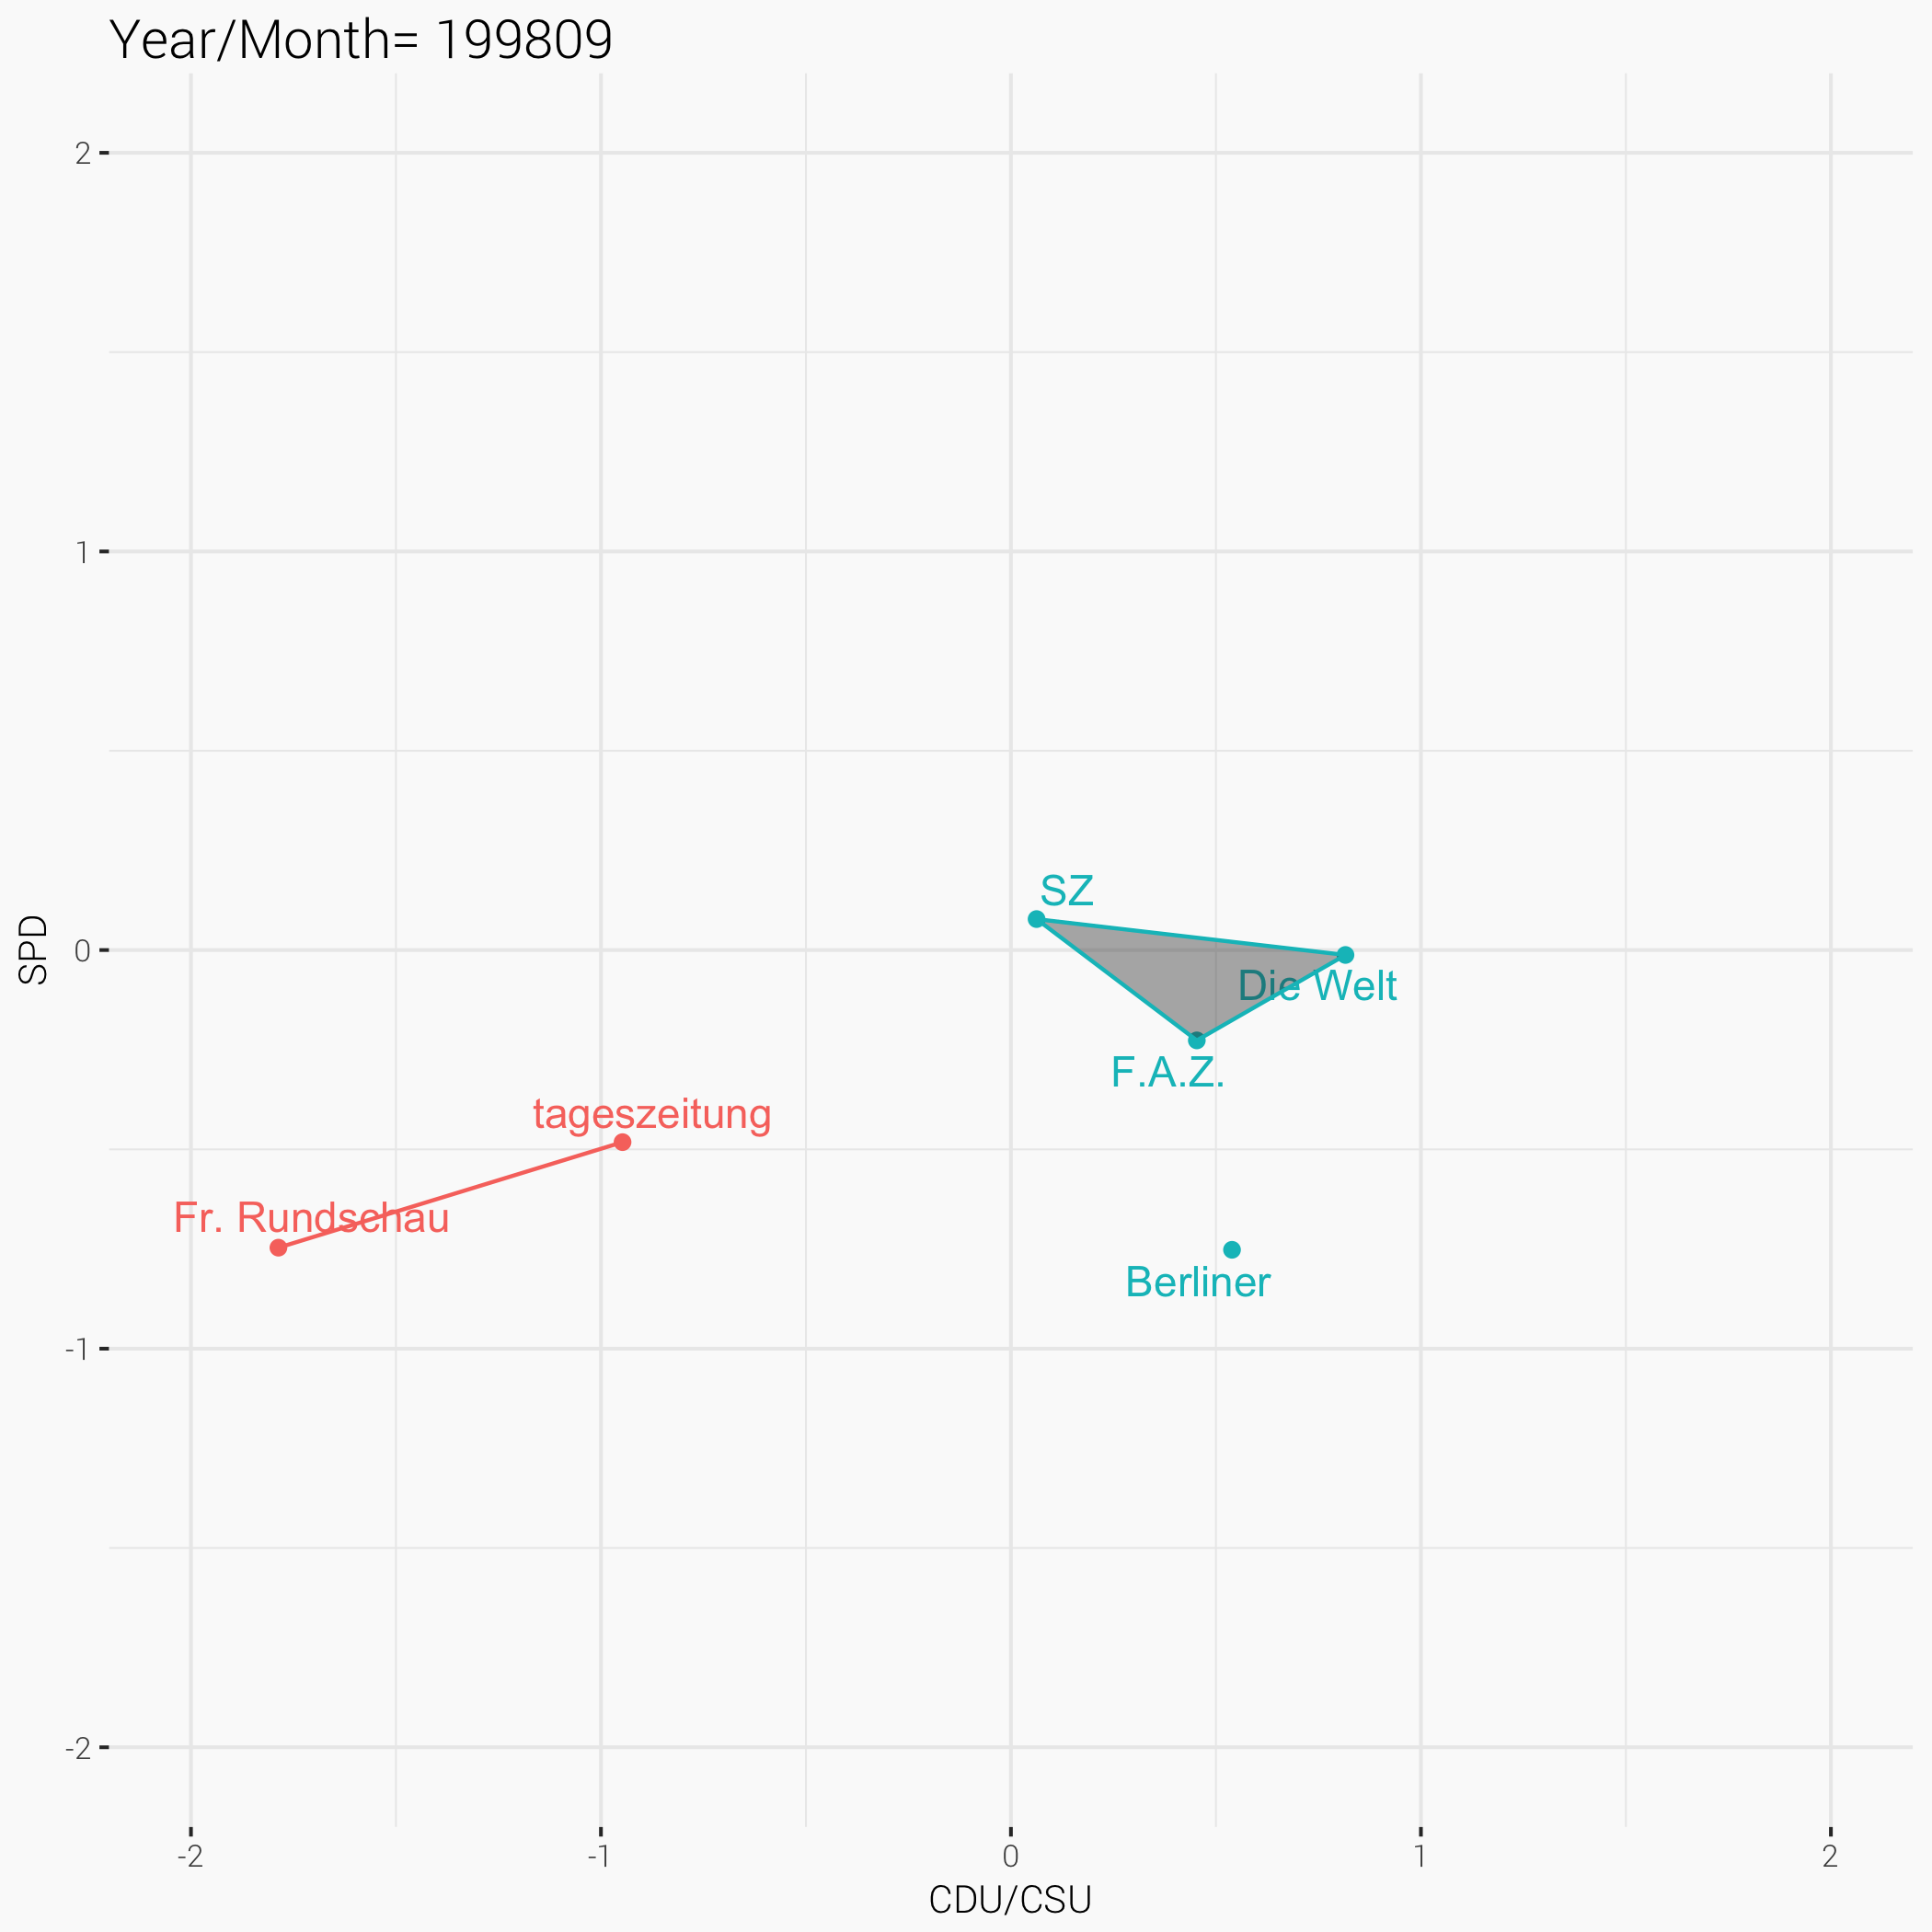 Year/Month= 199809
2
1
SZ
SPD
0
Die Welt
F.A.Z.
tageszeitung
Fr. Rundschau
Berliner
-1
-2
-2
-1
0
1
2
CDU/CSU